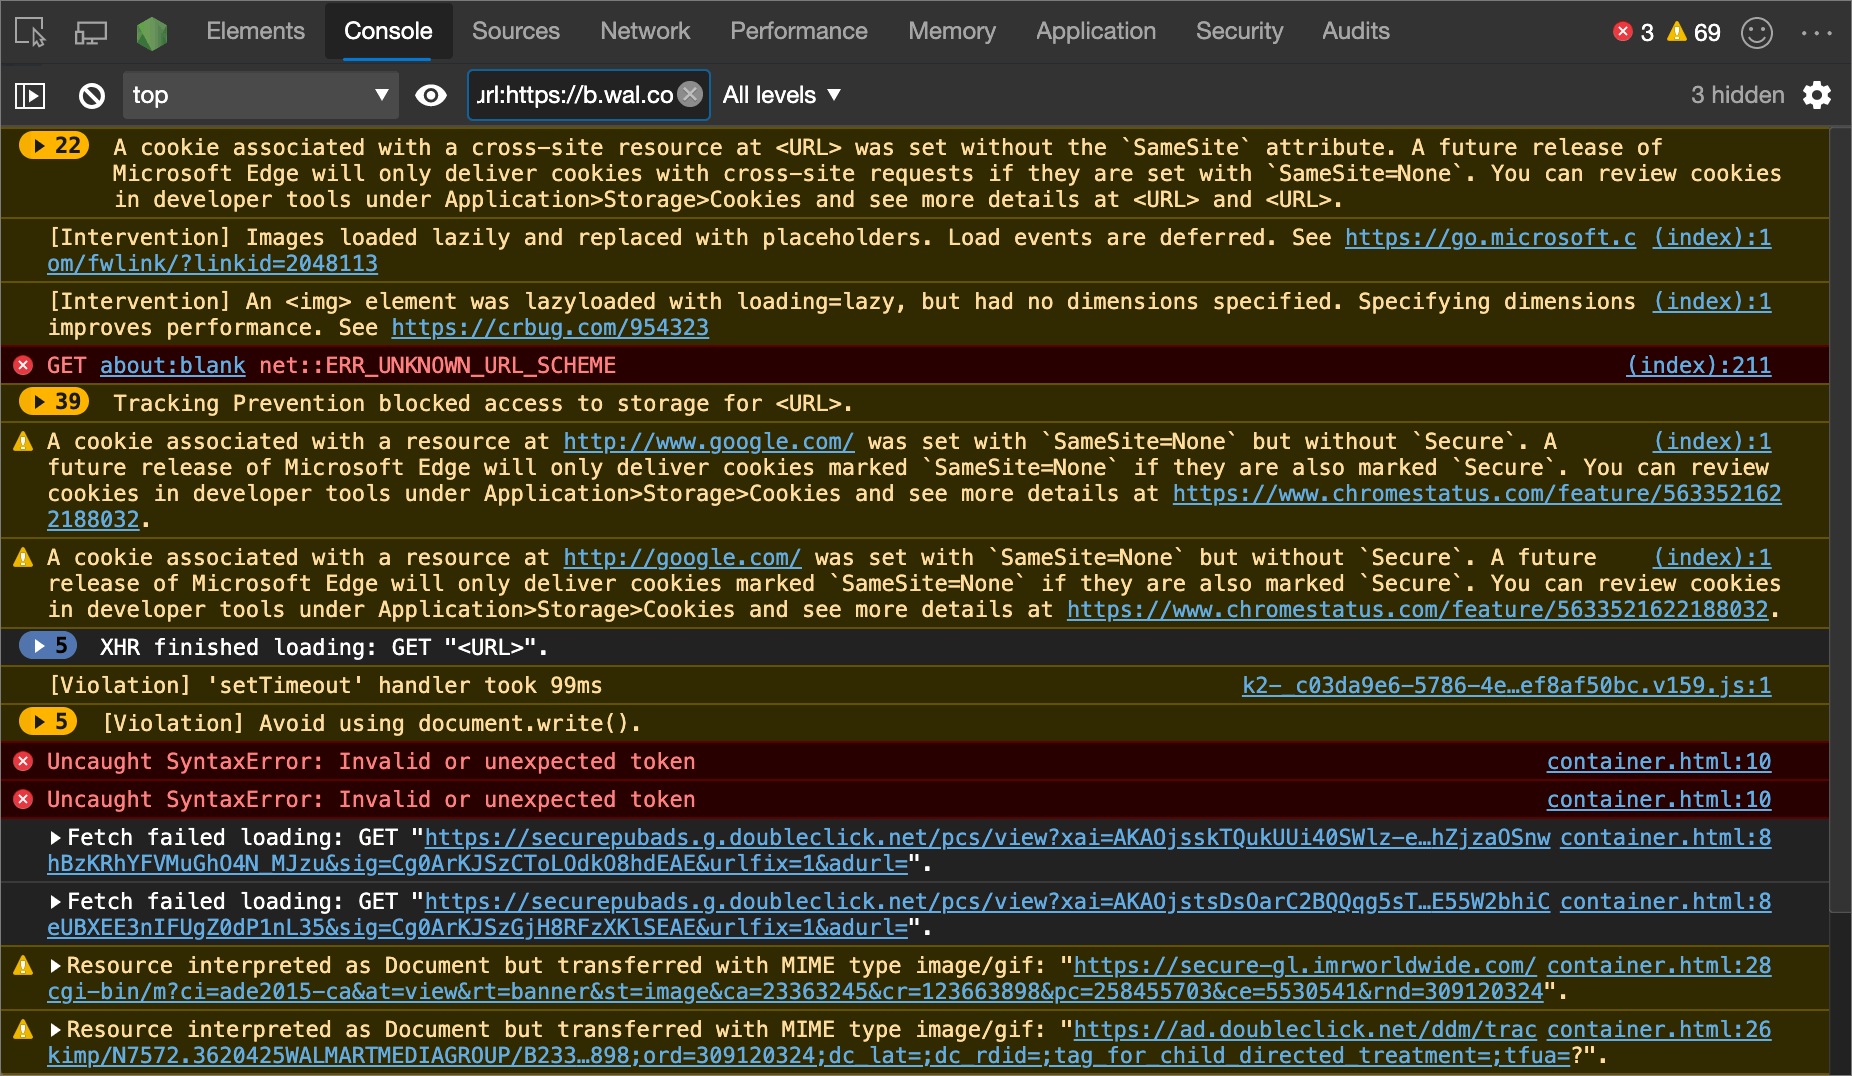 Elements Console Sources Network Performance Memory Application Security Audits 3 69
top url:https://b.wal.co All levels ▼ 3 hidden
22 A cookie associated with a cross-site resource at <URL> was set without the `SameSite` attribute. A future release of
Microsoft Edge will only deliver cookies with cross-site requests if they are set with `SameSite=None`. You can review cookies
in developer tools under Application>Storage>Cookies and see more details at <URL> and <URL>.
[Intervention] Images loaded lazily and replaced with placeholders. Load events are deferred. See https://go.microsoft.c (index):1
om/fwlink/?linkid=2048113
[Intervention] An <img> element was lazyloaded with loading=lazy, but had no dimensions specified. Specifying dimensions (index):1
improves performance. See https://crbug.com/954323
GET about:blank net::ERR_UNKNOWN_URL_SCHEME (index):211
39 Tracking Prevention blocked access to storage for <URL>.
A cookie associated with a resource at http://www.google.com/ was set with `SameSite=None` but without `Secure`. A (index):1
future release of Microsoft Edge will only deliver cookies marked `SameSite=None` if they are also marked `Secure`. You can review
cookies in developer tools under Application>Storage>Cookies and see more details at https://www.chromestatus.com/feature/563352162
2188032.
A cookie associated with a resource at http://google.com/ was set with `SameSite=None` but without `Secure`. A future (index):1
release of Microsoft Edge will only deliver cookies marked `SameSite=None` if they are also marked `Secure`. You can review cookies
in developer tools under Application>Storage>Cookies and see more details at https://www.chromestatus.com/feature/5633521622188032.
5 XHR finished loading: GET "<URL>".
[Violation] 'setTimeout' handler took 99ms k2-_c03da9e6-5786-4e…ef8af50bc.v159.js:1
5 [Violation] Avoid using document.write().
Uncaught SyntaxError: Invalid or unexpected token container.html:10
Uncaught SyntaxError: Invalid or unexpected token container.html:10
Fetch failed loading: GET "https://securepubads.g.doubleclick.net/pcs/view?xai=AKAOjsskTQukUUi40SWlz-e…hZjzaOSnw container.html:8
hBzKRhYFVMuGhO4N_MJzu&sig=Cg0ArKJSzCToLOdkO8hdEAE&urlfix=1&adurl=".
Fetch failed loading: GET "https://securepubads.g.doubleclick.net/pcs/view?xai=AKAOjstsDsOarC2BQQqg5sT…E55W2bhiC container.html:8
eUBXEE3nIFUgZ0dP1nL35&sig=Cg0ArKJSzGjH8RFzXKlSEAE&urlfix=1&adurl=".
Resource interpreted as Document but transferred with MIME type image/gif: "https://secure-gl.imrworldwide.com/ container.html:28
cgi-bin/m?ci=ade2015-ca&at=view&rt=banner&st=image&ca=23363245&cr=123663898&pc=258455703&ce=5530541&rnd=309120324".
Resource interpreted as Document but transferred with MIME type image/gif: "https://ad.doubleclick.net/ddm/trac container.html:26
kimp/N7572.3620425WALMARTMEDIAGROUP/B233…898;ord=309120324;dc_lat=;dc_rdid=;tag_for_child_directed_treatment=;tfua=?".